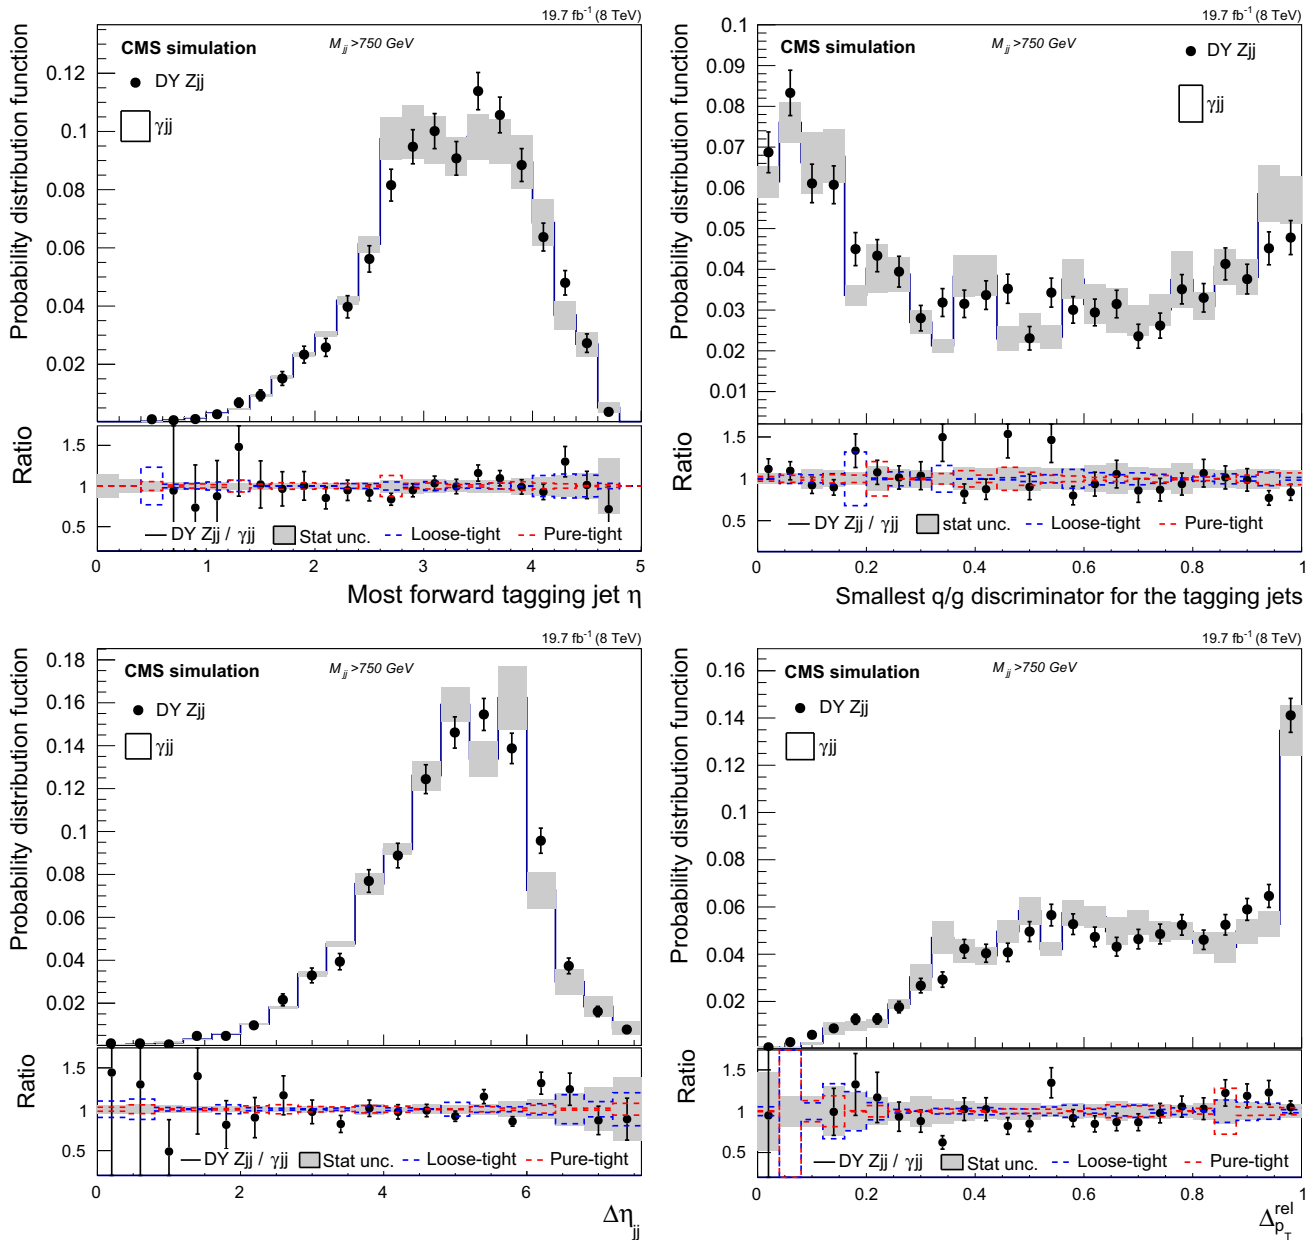 19.7 fb⁻¹ (8 TeV)
CMS simulation
M_jj >750 GeV
DY Zjj
γjj
Probability distribution function
0.12
0.1
0.08
0.06
0.04
0.02
Ratio
1.5
1
0.5
DY Zjj / γjj
Stat unc.
Loose-tight
Pure-tight
0 1 2 3 4 5
Most forward tagging jet η
19.7 fb⁻¹ (8 TeV)
CMS simulation
M_jj >750 GeV
DY Zjj
γjj
Probability distribution function
0.1
0.09
0.08
0.07
0.06
0.05
0.04
0.03
0.02
0.01
Ratio
1.5
1
0.5
DY Zjj / γjj
Stat unc.
Loose-tight
Pure-tight
0 0.2 0.4 0.6 0.8 1
Smallest q/g discriminator for the tagging jets
19.7 fb⁻¹ (8 TeV)
CMS simulation
M_jj >750 GeV
DY Zjj
γjj
Probability distribution fuction
0.18
0.16
0.14
0.12
0.1
0.08
0.06
0.04
0.02
Ratio
1.5
1
0.5
DY Zjj / γjj
Stat unc.
Loose-tight
Pure-tight
0 2 4 6
Δη_jj
19.7 fb⁻¹ (8 TeV)
CMS simulation
M_jj >750 GeV
DY Zjj
γjj
Probability distribution function
0.16
0.14
0.12
0.1
0.08
0.06
0.04
0.02
Ratio
1.5
1
0.5
DY Zjj / γjj
Stat unc.
Loose-tight
Pure-tight
0 0.2 0.4 0.6 0.8 1
Δ^rel_p_T